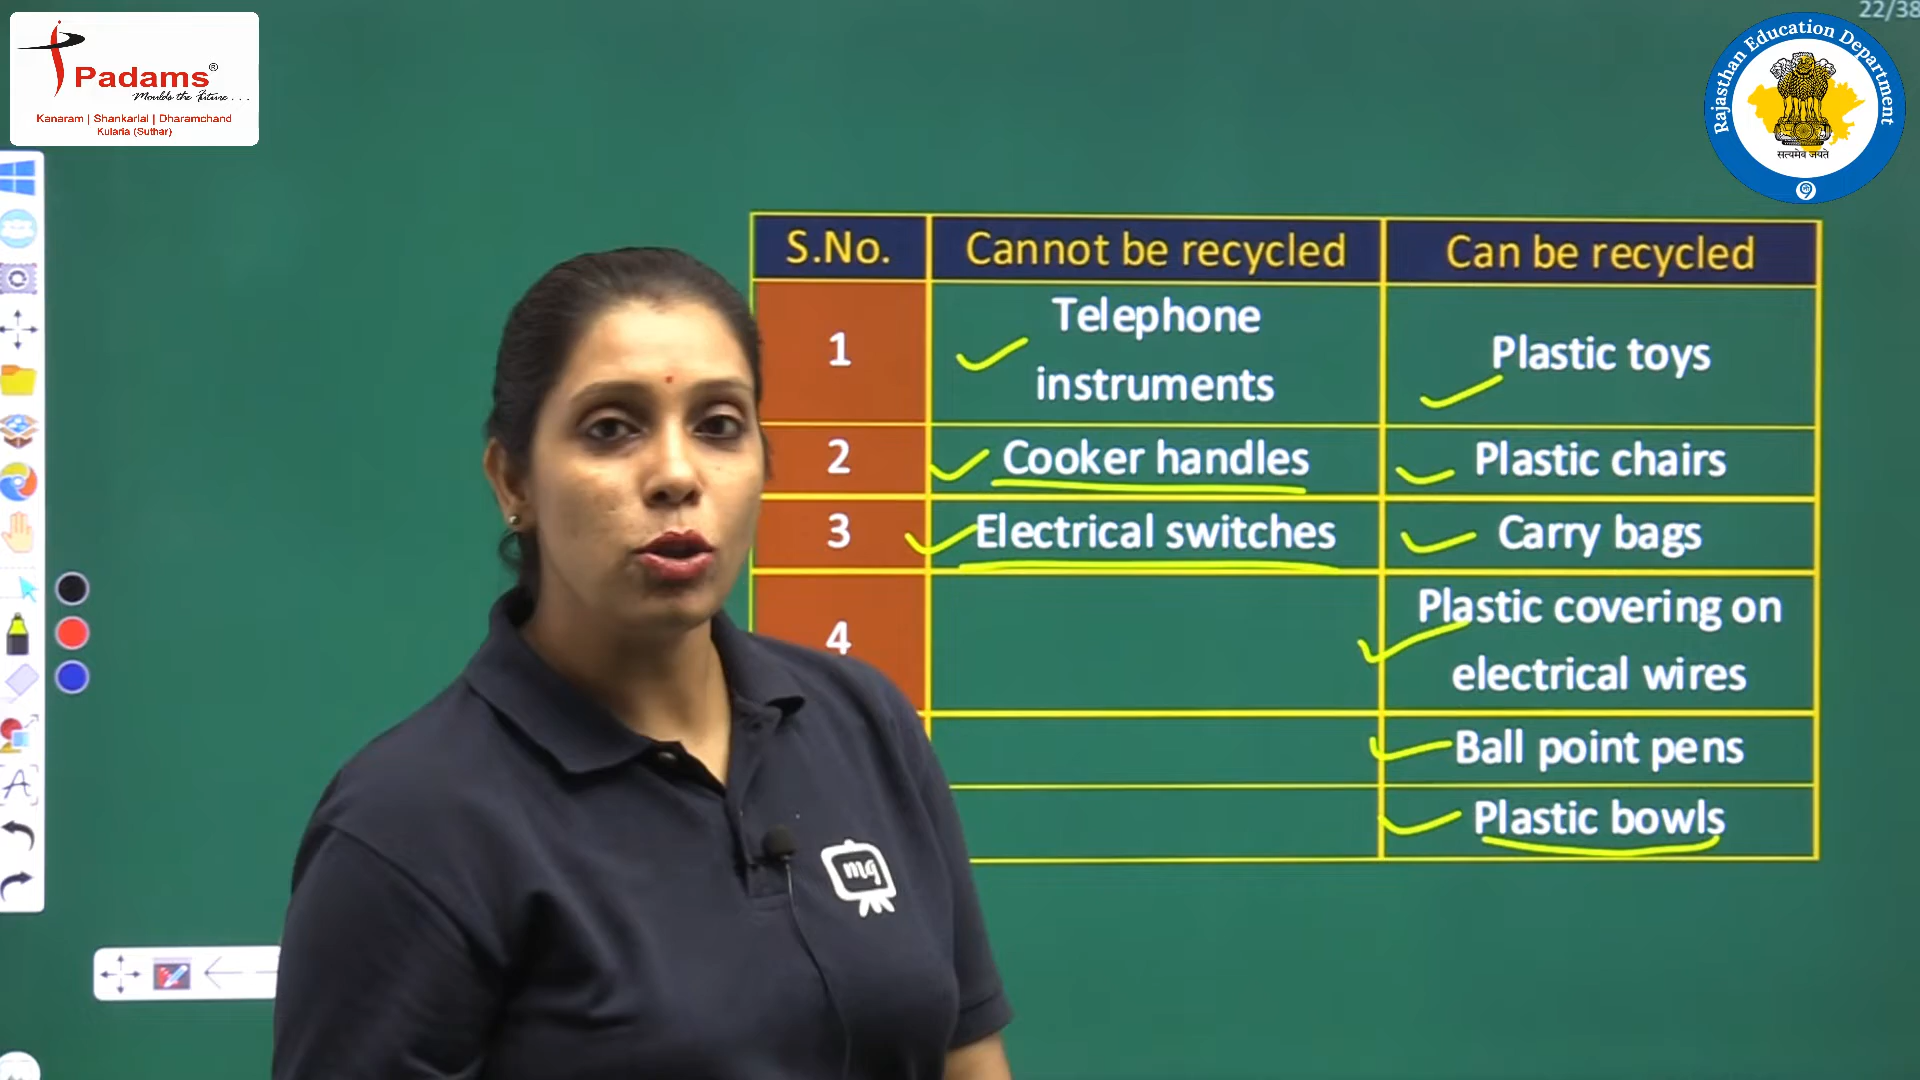 22/38
Padams®
Moulds the Future . . .
Kanaram | Shankarlal | Dharamchand
Kularia (Suthar)
Rajasthan Education Department
सत्यमेव जयते
S.No. Cannot be recycled Can be recycled
1 Telephone instruments Plastic toys
2 Cooker handles Plastic chairs
3 Electrical switches Carry bags
4 Plastic covering on electrical wires
Ball point pens
Plastic bowls
A
mg